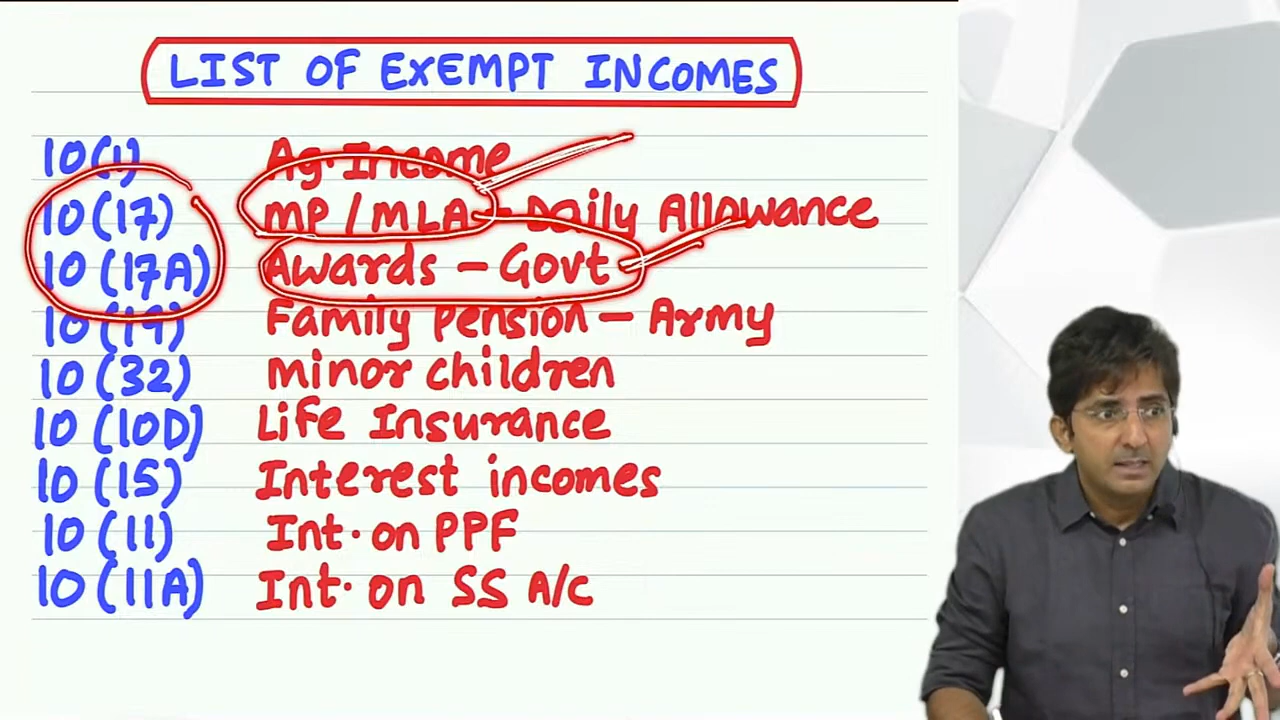 LIST OF EXEMPT INCOMES
10(1) Ag. Income
10(17) MP/MLA - Daily Allowance
10(17A) Awards - Govt
10(19) Family pension - Army
10(32) minor children
10(10D) Life Insurance
10(15) Interest incomes
10(11) Int. on PPF
10(11A) Int. on SS A/c